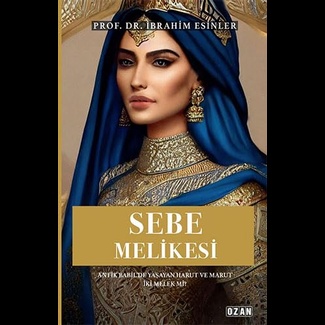 PROF. DR. İBRAHİM ESİNLER
SEBE
MELİKESİ
ANTİK BABİL'DE YAŞAYAN HARUT VE MARUT
İKİ MELEK Mİ?
OZAN